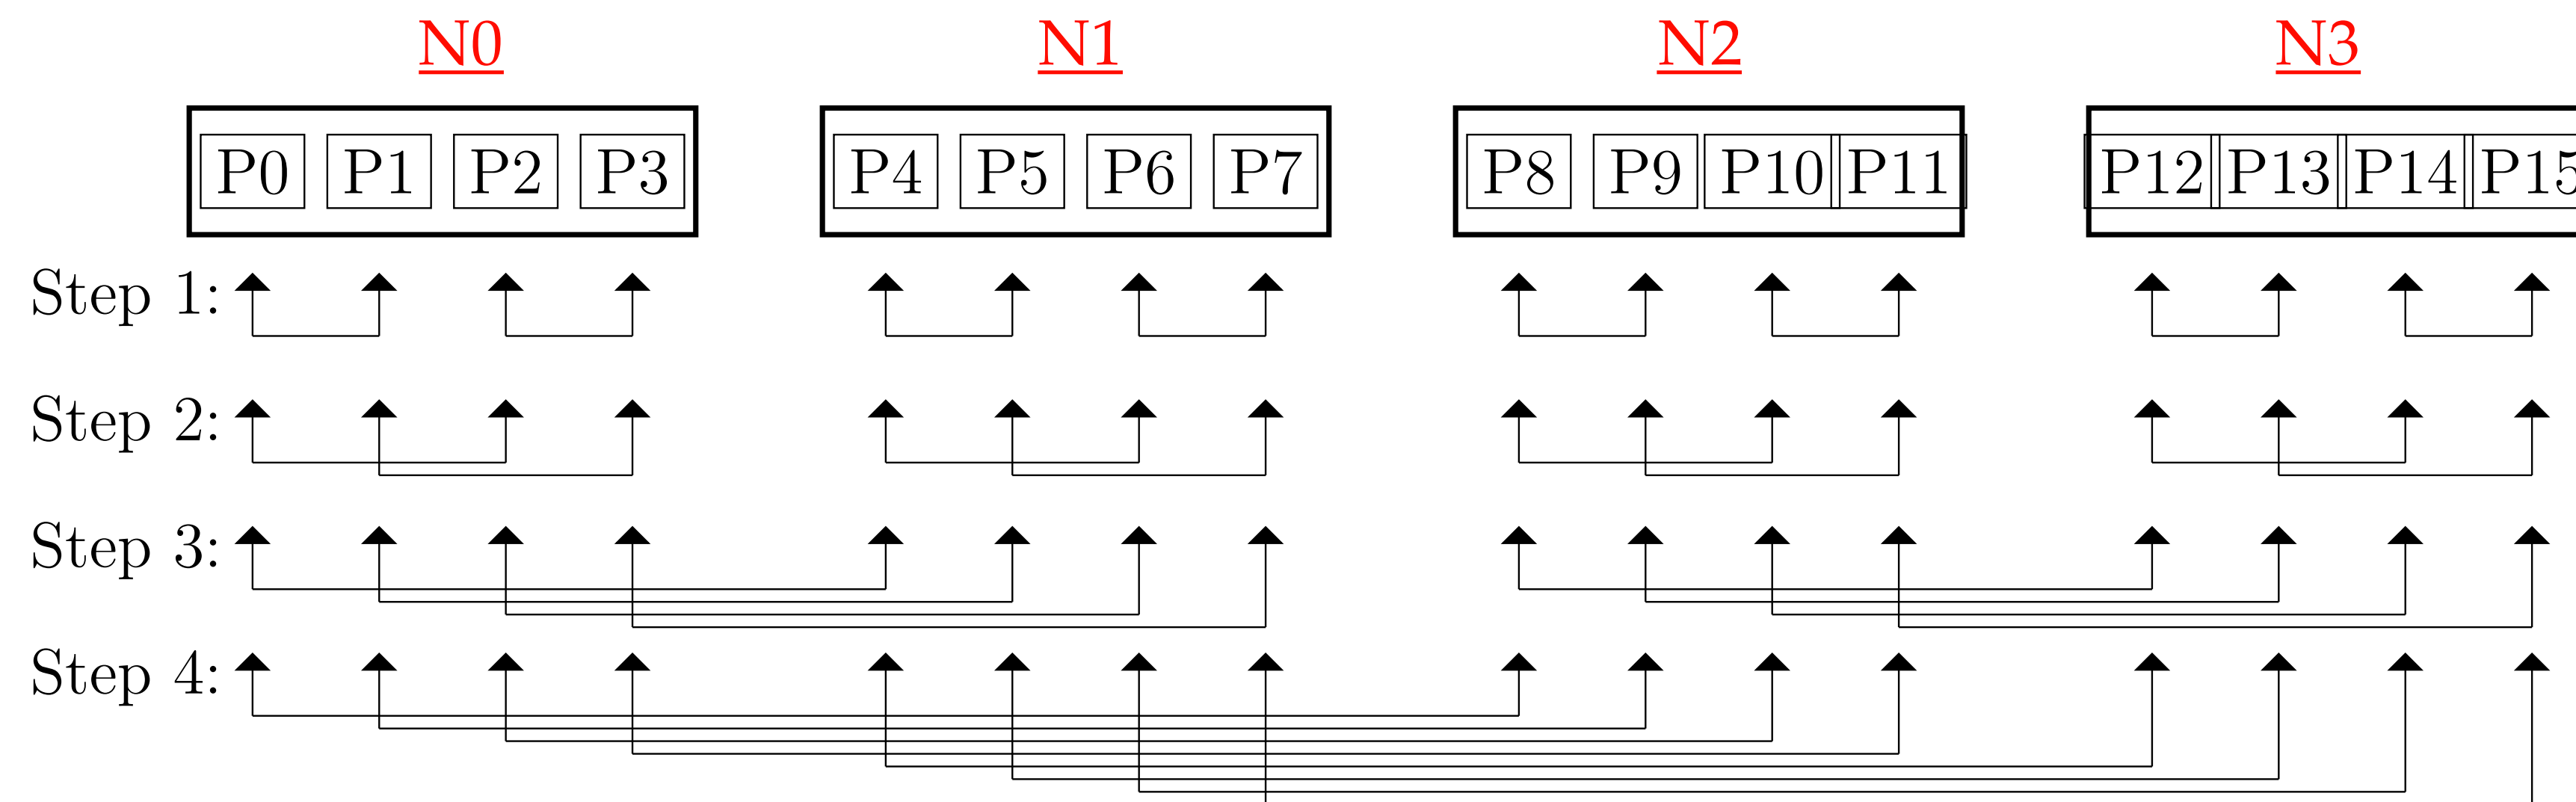 N0 N1 N2 N3
P0 P1 P2 P3 P4 P5 P6 P7 P8 P9 P10 P11 P12 P13 P14 P15
Step 1:
Step 2:
Step 3:
Step 4: